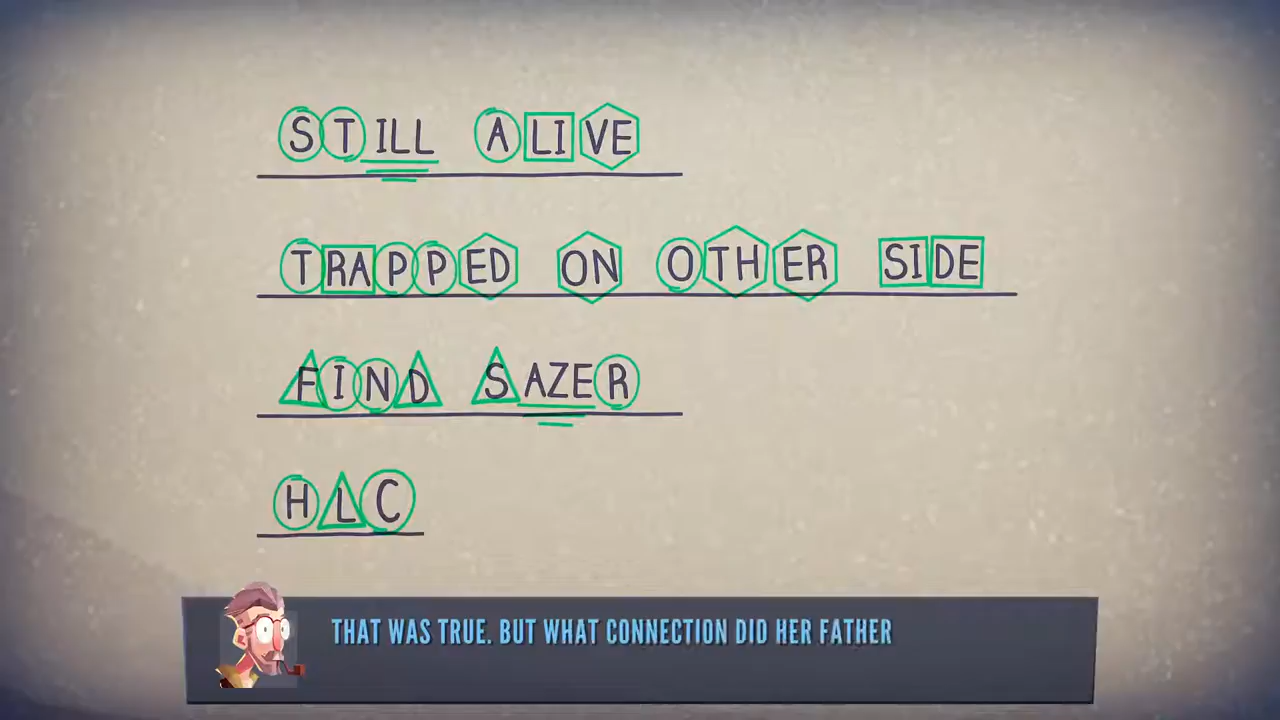 STILL ALIVE
TRAPPED ON OTHER SIDE
FIND SAZER
HLC
THAT WAS TRUE. BUT WHAT CONNECTION DID HER FATHER